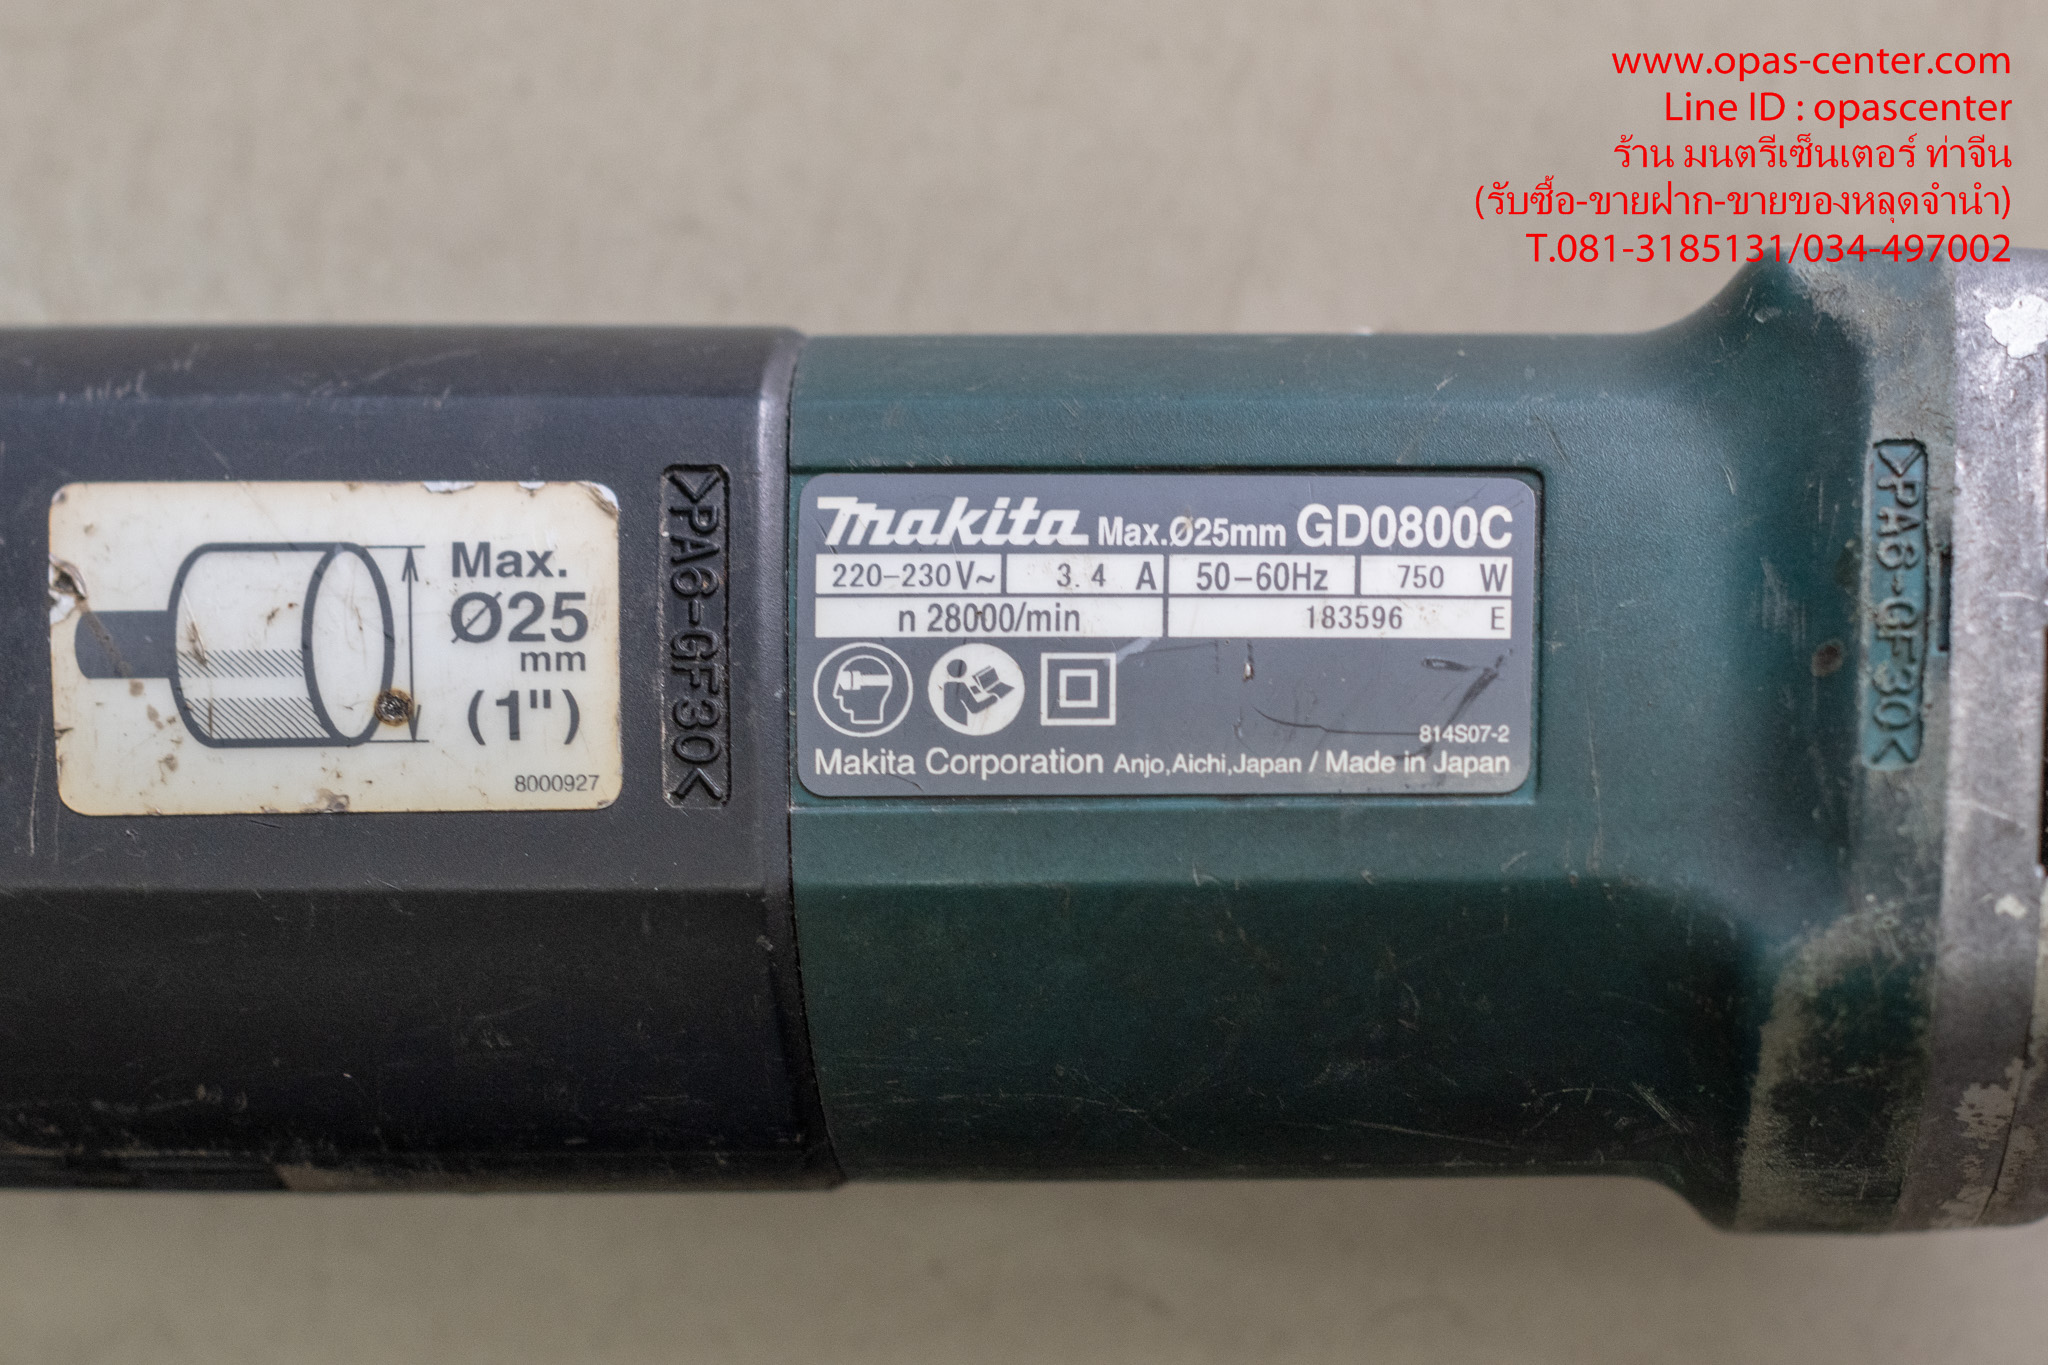 www.opas-center.com
Line ID : opascenter
ร้าน มนตรีเซ็นเตอร์ ท่าจีน
(รับซื้อ-ขายฝาก-ขายของหลุดจำนำ)
T.081-3185131/034-497002
Max.
Ø25
mm
(1")
8000927
>PA6-GF30<
makita Max.Ø25mm GD0800C
220-230 V~ 3.4 A 50-60Hz 750 W
n 28000/min 183596 E
814S07-2
Makita Corporation Anjo,Aichi,Japan / Made in Japan
>PA6-GF30<